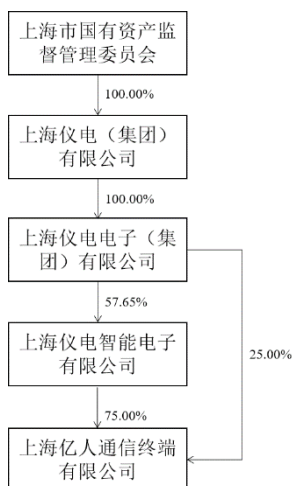 上海市国有资产监
督管理委员会
100.00%
上海仪电（集团）
有限公司
100.00%
上海仪电电子（集
团）有限公司
57.65%
上海仪电智能电子
有限公司
25.00%
75.00%
上海亿人通信终端
有限公司